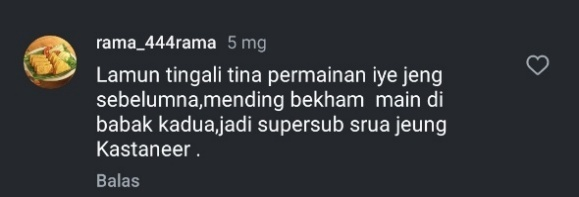 rama_444rama 5 mg
Lamun tingali tina permainan iye jeng
sebelumna,mending bekham main di
babak kadua,jadi supersub srua jeung
Kastaneer .
Balas